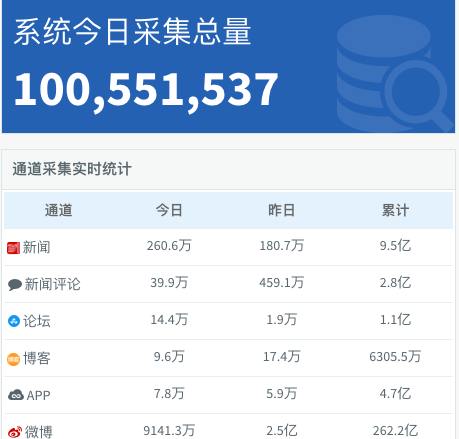 系统今日采集总量
100,551,537
通道采集实时统计
通道 今日 昨日 累计
新闻 260.6万 180.7万 9.5亿
新闻评论 39.9万 459.1万 2.8亿
论坛 14.4万 1.9万 1.1亿
博客 9.6万 17.4万 6305.5万
APP 7.8万 5.9万 4.7亿
微博 9141.3万 2.5亿 262.2亿